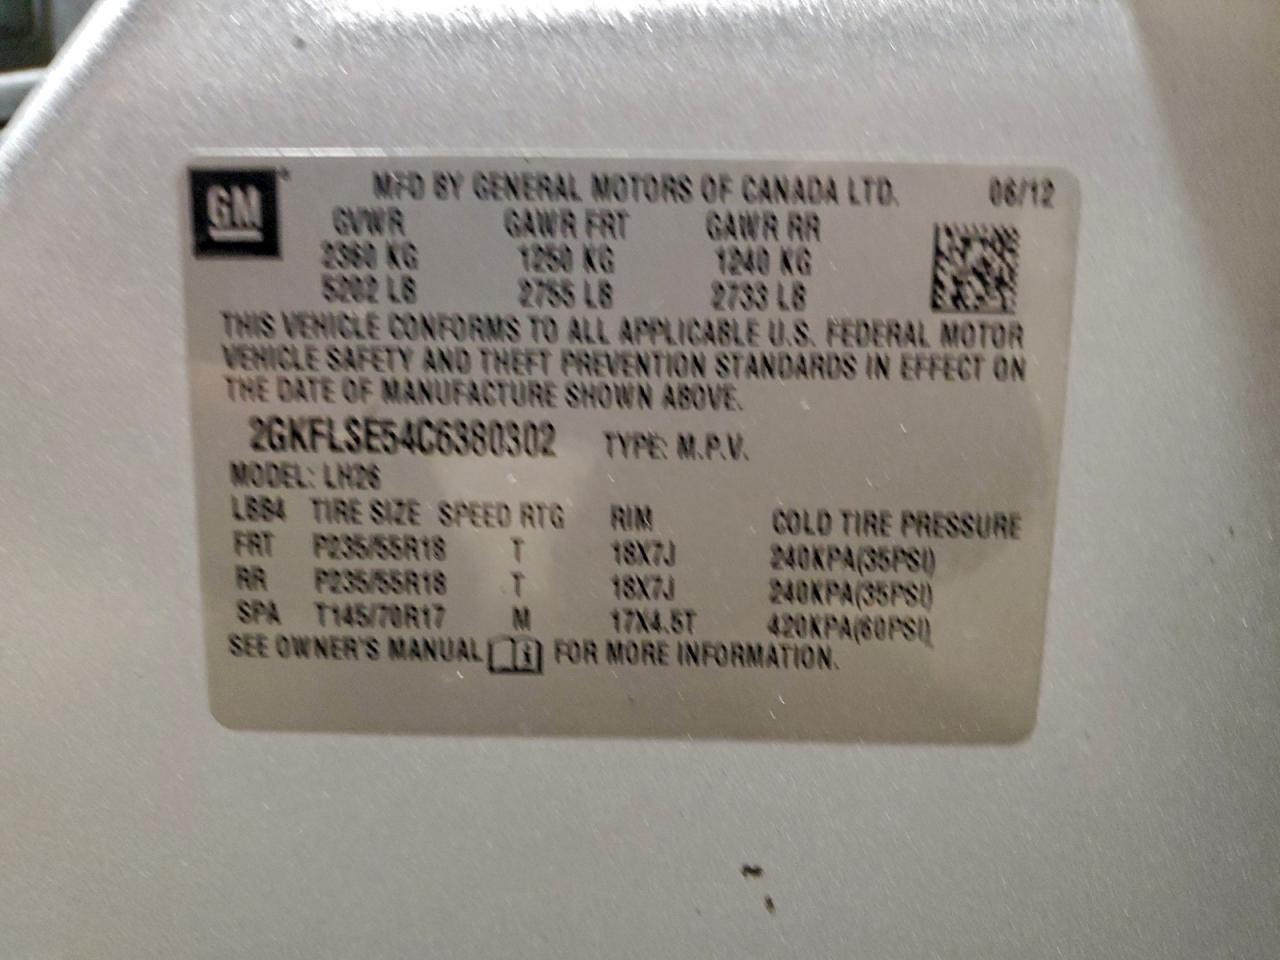 GM
MFD BY GENERAL MOTORS OF CANADA LTD. 06/12
GVWR GAWR FRT GAWR RR
2360 KG 1250 KG 1240 KG
5202 LB 2755 LB 2733 LB
THIS VEHICLE CONFORMS TO ALL APPLICABLE U.S. FEDERAL MOTOR
VEHICLE SAFETY AND THEFT PREVENTION STANDARDS IN EFFECT ON
THE DATE OF MANUFACTURE SHOWN ABOVE.
2GKFLSE54C6380302 TYPE: M.P.V.
MODEL: LH26
LBB4 TIRE SIZE SPEED RTG RIM COLD TIRE PRESSURE
FRT P235/55R18 T 18X7J 240KPA(35PSI)
RR P235/55R18 T 18X7J 240KPA(35PSI)
SPA T145/70R17 M 17X4.5T 420KPA(60PSI)
SEE OWNER'S MANUAL i FOR MORE INFORMATION.